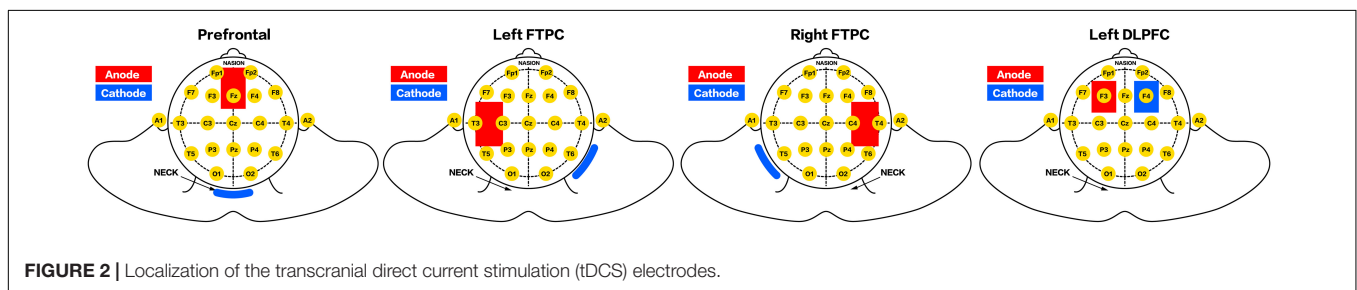 Prefrontal
NASION
Anode
Cathode
Fp1 Fp2
F7 F3 Fz F4 F8
A1 T3 C3 Cz C4 T4 A2
T5 P3 Pz P4 T6
O1 O2
NECK
Left FTPC
NASION
Anode
Cathode
Fp1 Fp2
F7 F3 Fz F4 F8
A1 T3 C3 Cz C4 T4 A2
T5 P3 Pz P4 T6
O1 O2
NECK
Right FTPC
NASION
Anode
Cathode
Fp1 Fp2
F7 F3 Fz F4 F8
A1 T3 C3 Cz C4 T4 A2
T5 P3 Pz P4 T6
O1 O2
NECK
Left DLPFC
NASION
Anode
Cathode
Fp1 Fp2
F7 F3 Fz F4 F8
A1 T3 C3 Cz C4 T4 A2
T5 P3 Pz P4 T6
O1 O2
NECK
FIGURE 2 | Localization of the transcranial direct current stimulation (tDCS) electrodes.